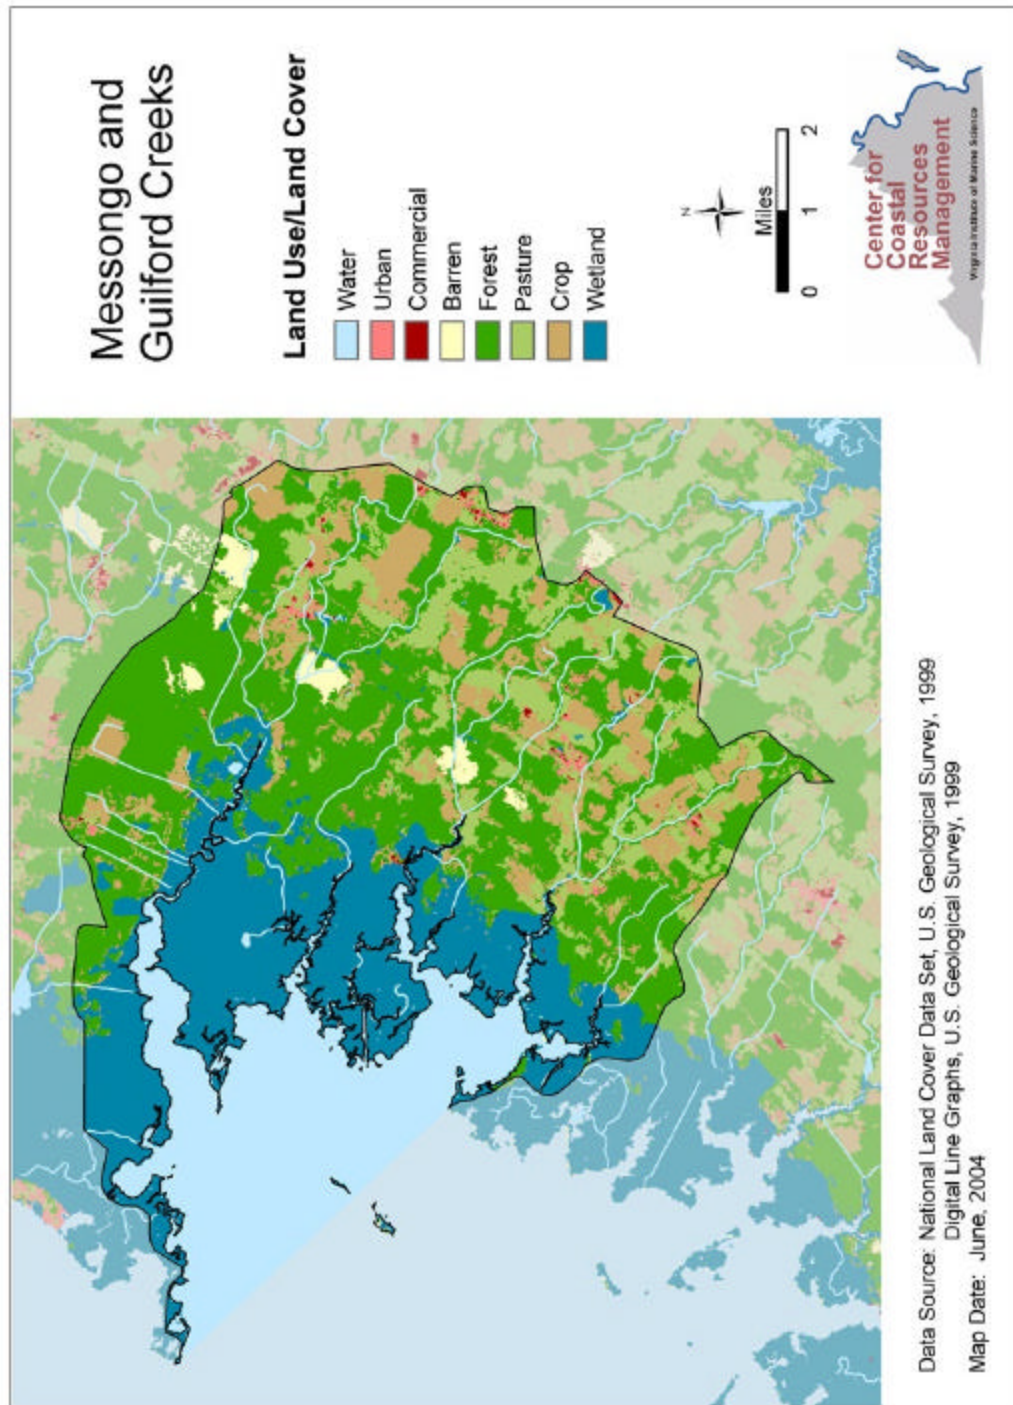 Messongo and
Guilford Creeks
Land Use/Land Cover
Water
Urban
Commercial
Barren
Forest
Pasture
Crop
Wetland
N
Miles
0 1 2
Center for
Coastal
Resources
Management
Virginia Institute of Marine Science
Data Source: National Land Cover Data Set, U.S. Geological Survey, 1999
Digital Line Graphs, U.S. Geological Survey, 1999
Map Date: June, 2004